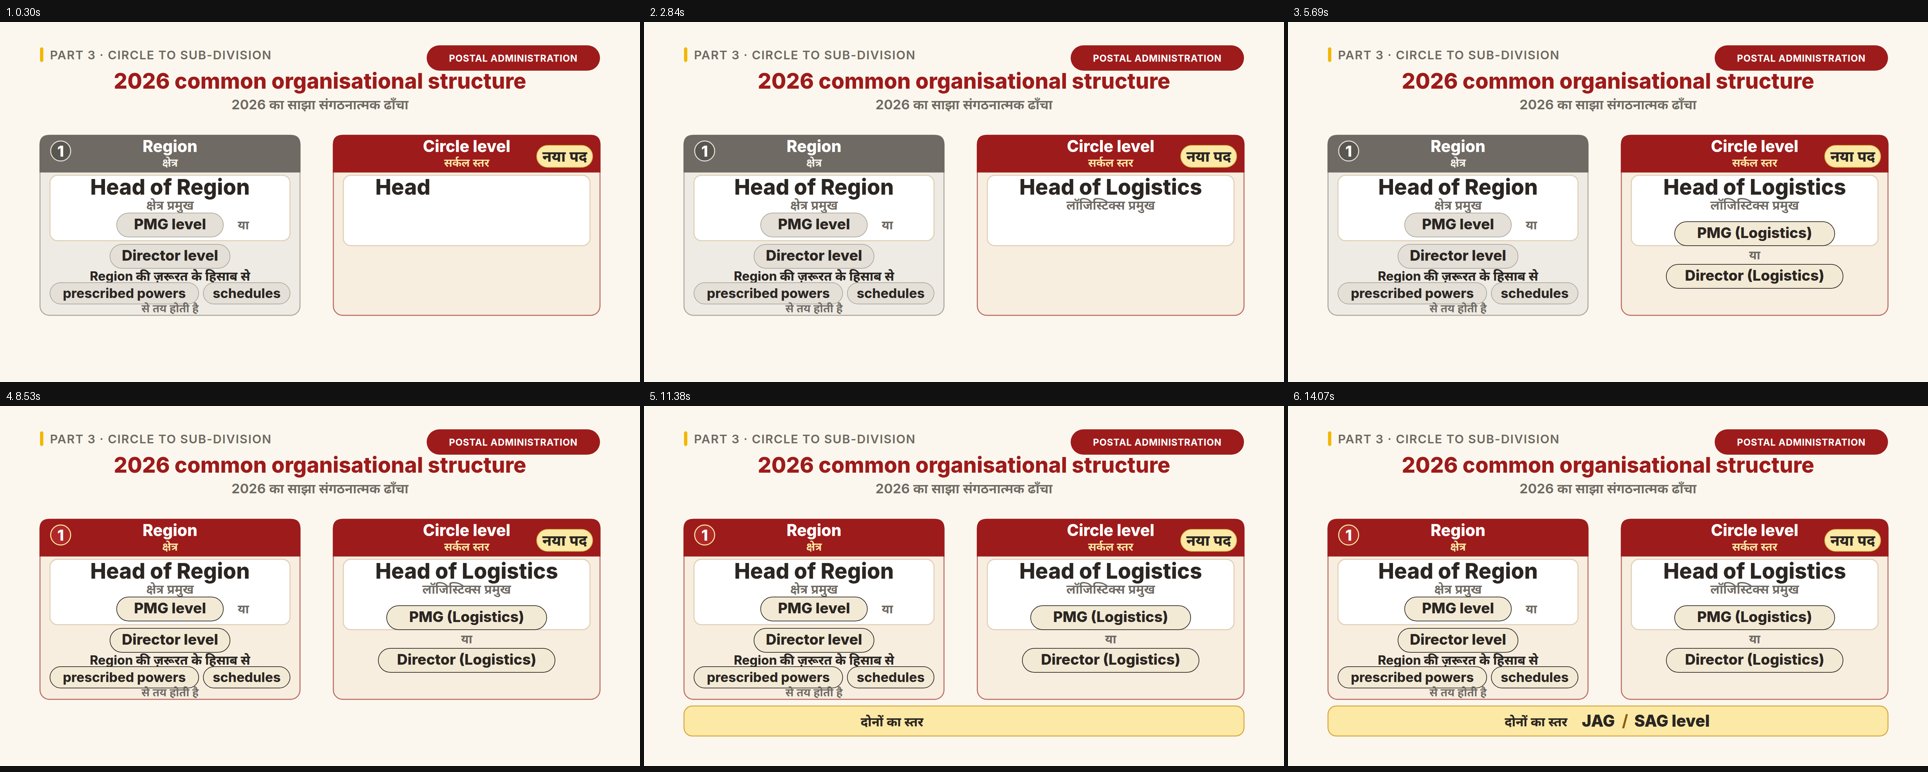 1. 0.30s
PART 3 · CIRCLE TO SUB-DIVISION
POSTAL ADMINISTRATION
2026 common organisational structure
2026 का साझा संगठनात्मक ढाँचा
1
Region
क्षेत्र
Head of Region
क्षेत्र प्रमुख
PMG level या
Director level
Region की ज़रूरत के हिसाब से
prescribed powers schedules
से तय होती है
Circle level
सर्कल स्तर
नया पद
Head
2. 2.84s
PART 3 · CIRCLE TO SUB-DIVISION
POSTAL ADMINISTRATION
2026 common organisational structure
2026 का साझा संगठनात्मक ढाँचा
1
Region
क्षेत्र
Head of Region
क्षेत्र प्रमुख
PMG level या
Director level
Region की ज़रूरत के हिसाब से
prescribed powers schedules
से तय होती है
Circle level
सर्कल स्तर
नया पद
Head of Logistics
लॉजिस्टिक्स प्रमुख
3. 5.69s
PART 3 · CIRCLE TO SUB-DIVISION
POSTAL ADMINISTRATION
2026 common organisational structure
2026 का साझा संगठनात्मक ढाँचा
1
Region
क्षेत्र
Head of Region
क्षेत्र प्रमुख
PMG level या
Director level
Region की ज़रूरत के हिसाब से
prescribed powers schedules
से तय होती है
Circle level
सर्कल स्तर
नया पद
Head of Logistics
लॉजिस्टिक्स प्रमुख
PMG (Logistics)
या
Director (Logistics)
4. 8.53s
PART 3 · CIRCLE TO SUB-DIVISION
POSTAL ADMINISTRATION
2026 common organisational structure
2026 का साझा संगठनात्मक ढाँचा
1
Region
क्षेत्र
Head of Region
क्षेत्र प्रमुख
PMG level या
Director level
Region की ज़रूरत के हिसाब से
prescribed powers schedules
से तय होती है
Circle level
सर्कल स्तर
नया पद
Head of Logistics
लॉजिस्टिक्स प्रमुख
PMG (Logistics)
या
Director (Logistics)
5. 11.38s
PART 3 · CIRCLE TO SUB-DIVISION
POSTAL ADMINISTRATION
2026 common organisational structure
2026 का साझा संगठनात्मक ढाँचा
1
Region
क्षेत्र
Head of Region
क्षेत्र प्रमुख
PMG level या
Director level
Region की ज़रूरत के हिसाब से
prescribed powers schedules
से तय होती है
Circle level
सर्कल स्तर
नया पद
Head of Logistics
लॉजिस्टिक्स प्रमुख
PMG (Logistics)
या
Director (Logistics)
दोनों का स्तर
6. 14.07s
PART 3 · CIRCLE TO SUB-DIVISION
POSTAL ADMINISTRATION
2026 common organisational structure
2026 का साझा संगठनात्मक ढाँचा
1
Region
क्षेत्र
Head of Region
क्षेत्र प्रमुख
PMG level या
Director level
Region की ज़रूरत के हिसाब से
prescribed powers schedules
से तय होती है
Circle level
सर्कल स्तर
नया पद
Head of Logistics
लॉजिस्टिक्स प्रमुख
PMG (Logistics)
या
Director (Logistics)
दोनों का स्तर JAG / SAG level